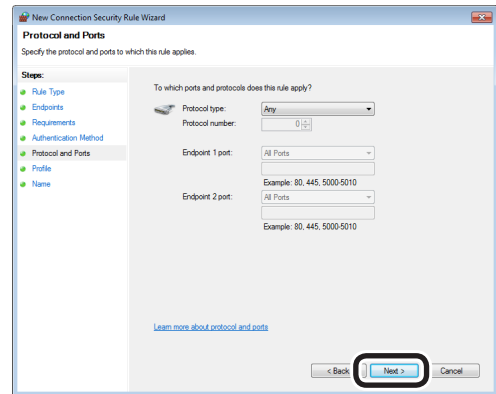 New Connection Security Rule Wizard
Protocol and Ports
Specify the protocol and ports to which this rule applies.
Steps:
Rule Type
Endpoints
Requirements
Authentication Method
Protocol and Ports
Profile
Name
To which ports and protocols does this rule apply?
Protocol type: Any
Protocol number: 0
Endpoint 1 port: All Ports
Example: 80, 445, 5000-5010
Endpoint 2 port: All Ports
Example: 80, 445, 5000-5010
Learn more about protocol and ports
< Back Next > Cancel